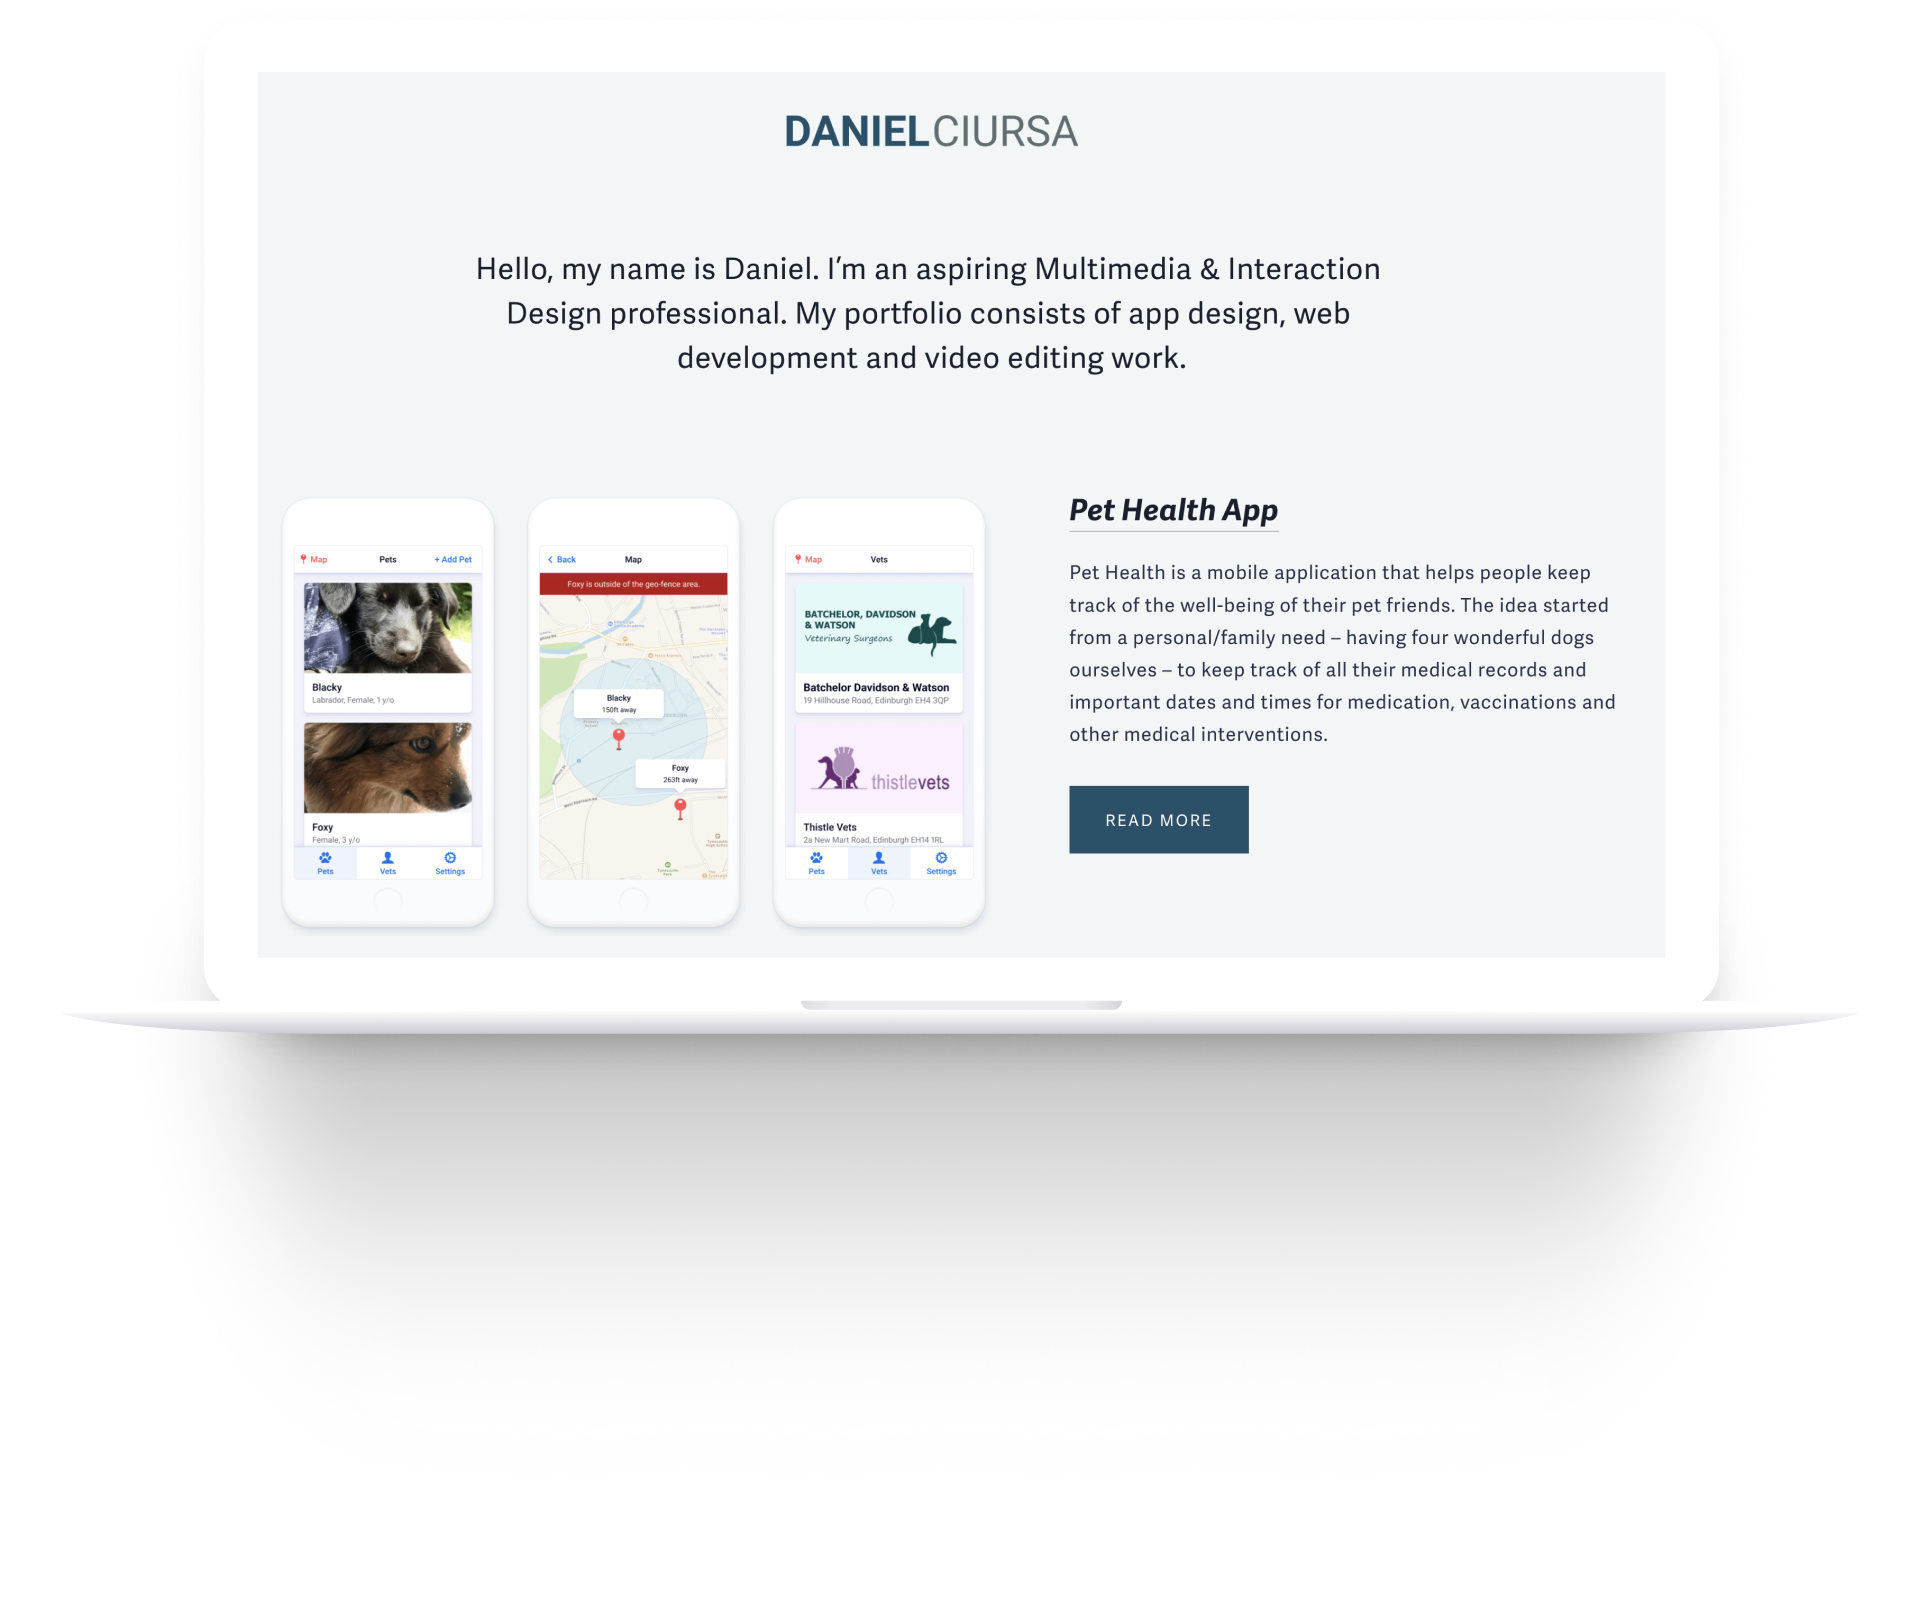 DANIEL CIURSA
Hello, my name is Daniel. I'm an aspiring Multimedia & Interaction
Design professional. My portfolio consists of app design, web
development and video editing work.
Map Pets + Add Pet
Blacky
Labrador, Female, 1 y/o
Foxy
Female, 3 y/o
Pets Vets Settings
Back Map
Foxy is outside of the geo-fence area.
Blacky
150ft away
Foxy
263ft away
Map Vets
BATCHELOR, DAVIDSON
& WATSON
Veterinary Surgeons
Batchelor Davidson & Watson
19 Hillhouse Road, Edinburgh EH4 3QP
thistlevets
Thistle Vets
2a New Mart Road, Edinburgh EH14 1RL
Pets Vets Settings
Pet Health App
Pet Health is a mobile application that helps people keep
track of the well-being of their pet friends. The idea started
from a personal/family need – having four wonderful dogs
ourselves – to keep track of all their medical records and
important dates and times for medication, vaccinations and
other medical interventions.
READ MORE